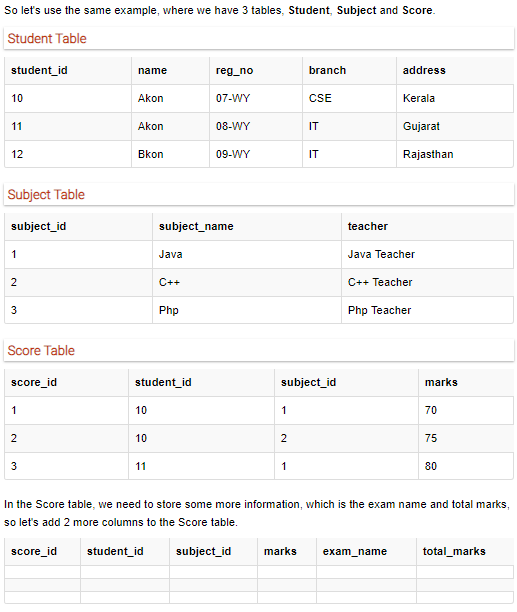 So let's use the same example, where we have 3 tables, Student, Subject and Score.
Student Table
student_id name reg_no branch address
10 Akon 07-WY CSE Kerala
11 Akon 08-WY IT Gujarat
12 Bkon 09-WY IT Rajasthan
Subject Table
subject_id subject_name teacher
1 Java Java Teacher
2 C++ C++ Teacher
3 Php Php Teacher
Score Table
score_id student_id subject_id marks
1 10 1 70
2 10 2 75
3 11 1 80
In the Score table, we need to store some more information, which is the exam name and total marks,
so let's add 2 more columns to the Score table.
score_id student_id subject_id marks exam_name total_marks